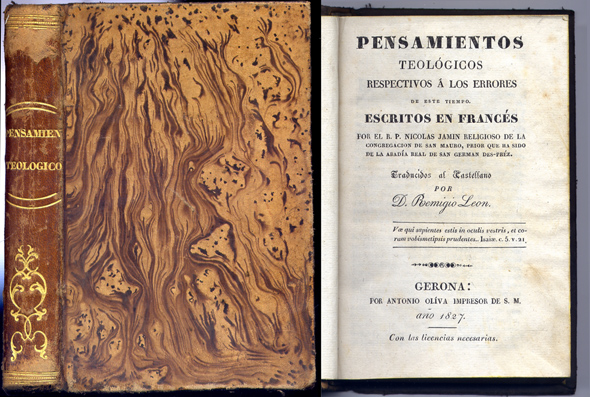 PENSAMIEN
TEOLOGICO
PENSAMIENTOS
TEOLÓGICOS
RESPECTIVOS Á LOS ERRORES
DE ESTE TIEMPO.
ESCRITOS EN FRANCÉS
POR EL R. P. NICOLAS JAMIN RELIGIOSO DE LA
CONGREGACION DE SAN MAURO, PRIOR QUE HA SIDO
DE LA ABADÍA REAL DE SAN GERMAN DES-PRÉZ.
Traducidos al Castellano
POR
D. Remigio Leon.
Væ qui sapientes estis in oculis vestris, et co-
ram vobismetipsis prudentes. Isaiæ. c. 5. v. 21
GERONA:
POR ANTONIO OLÍVA IMPRESOR DE S. M.
año 1827.
Con las licencias necesarias.